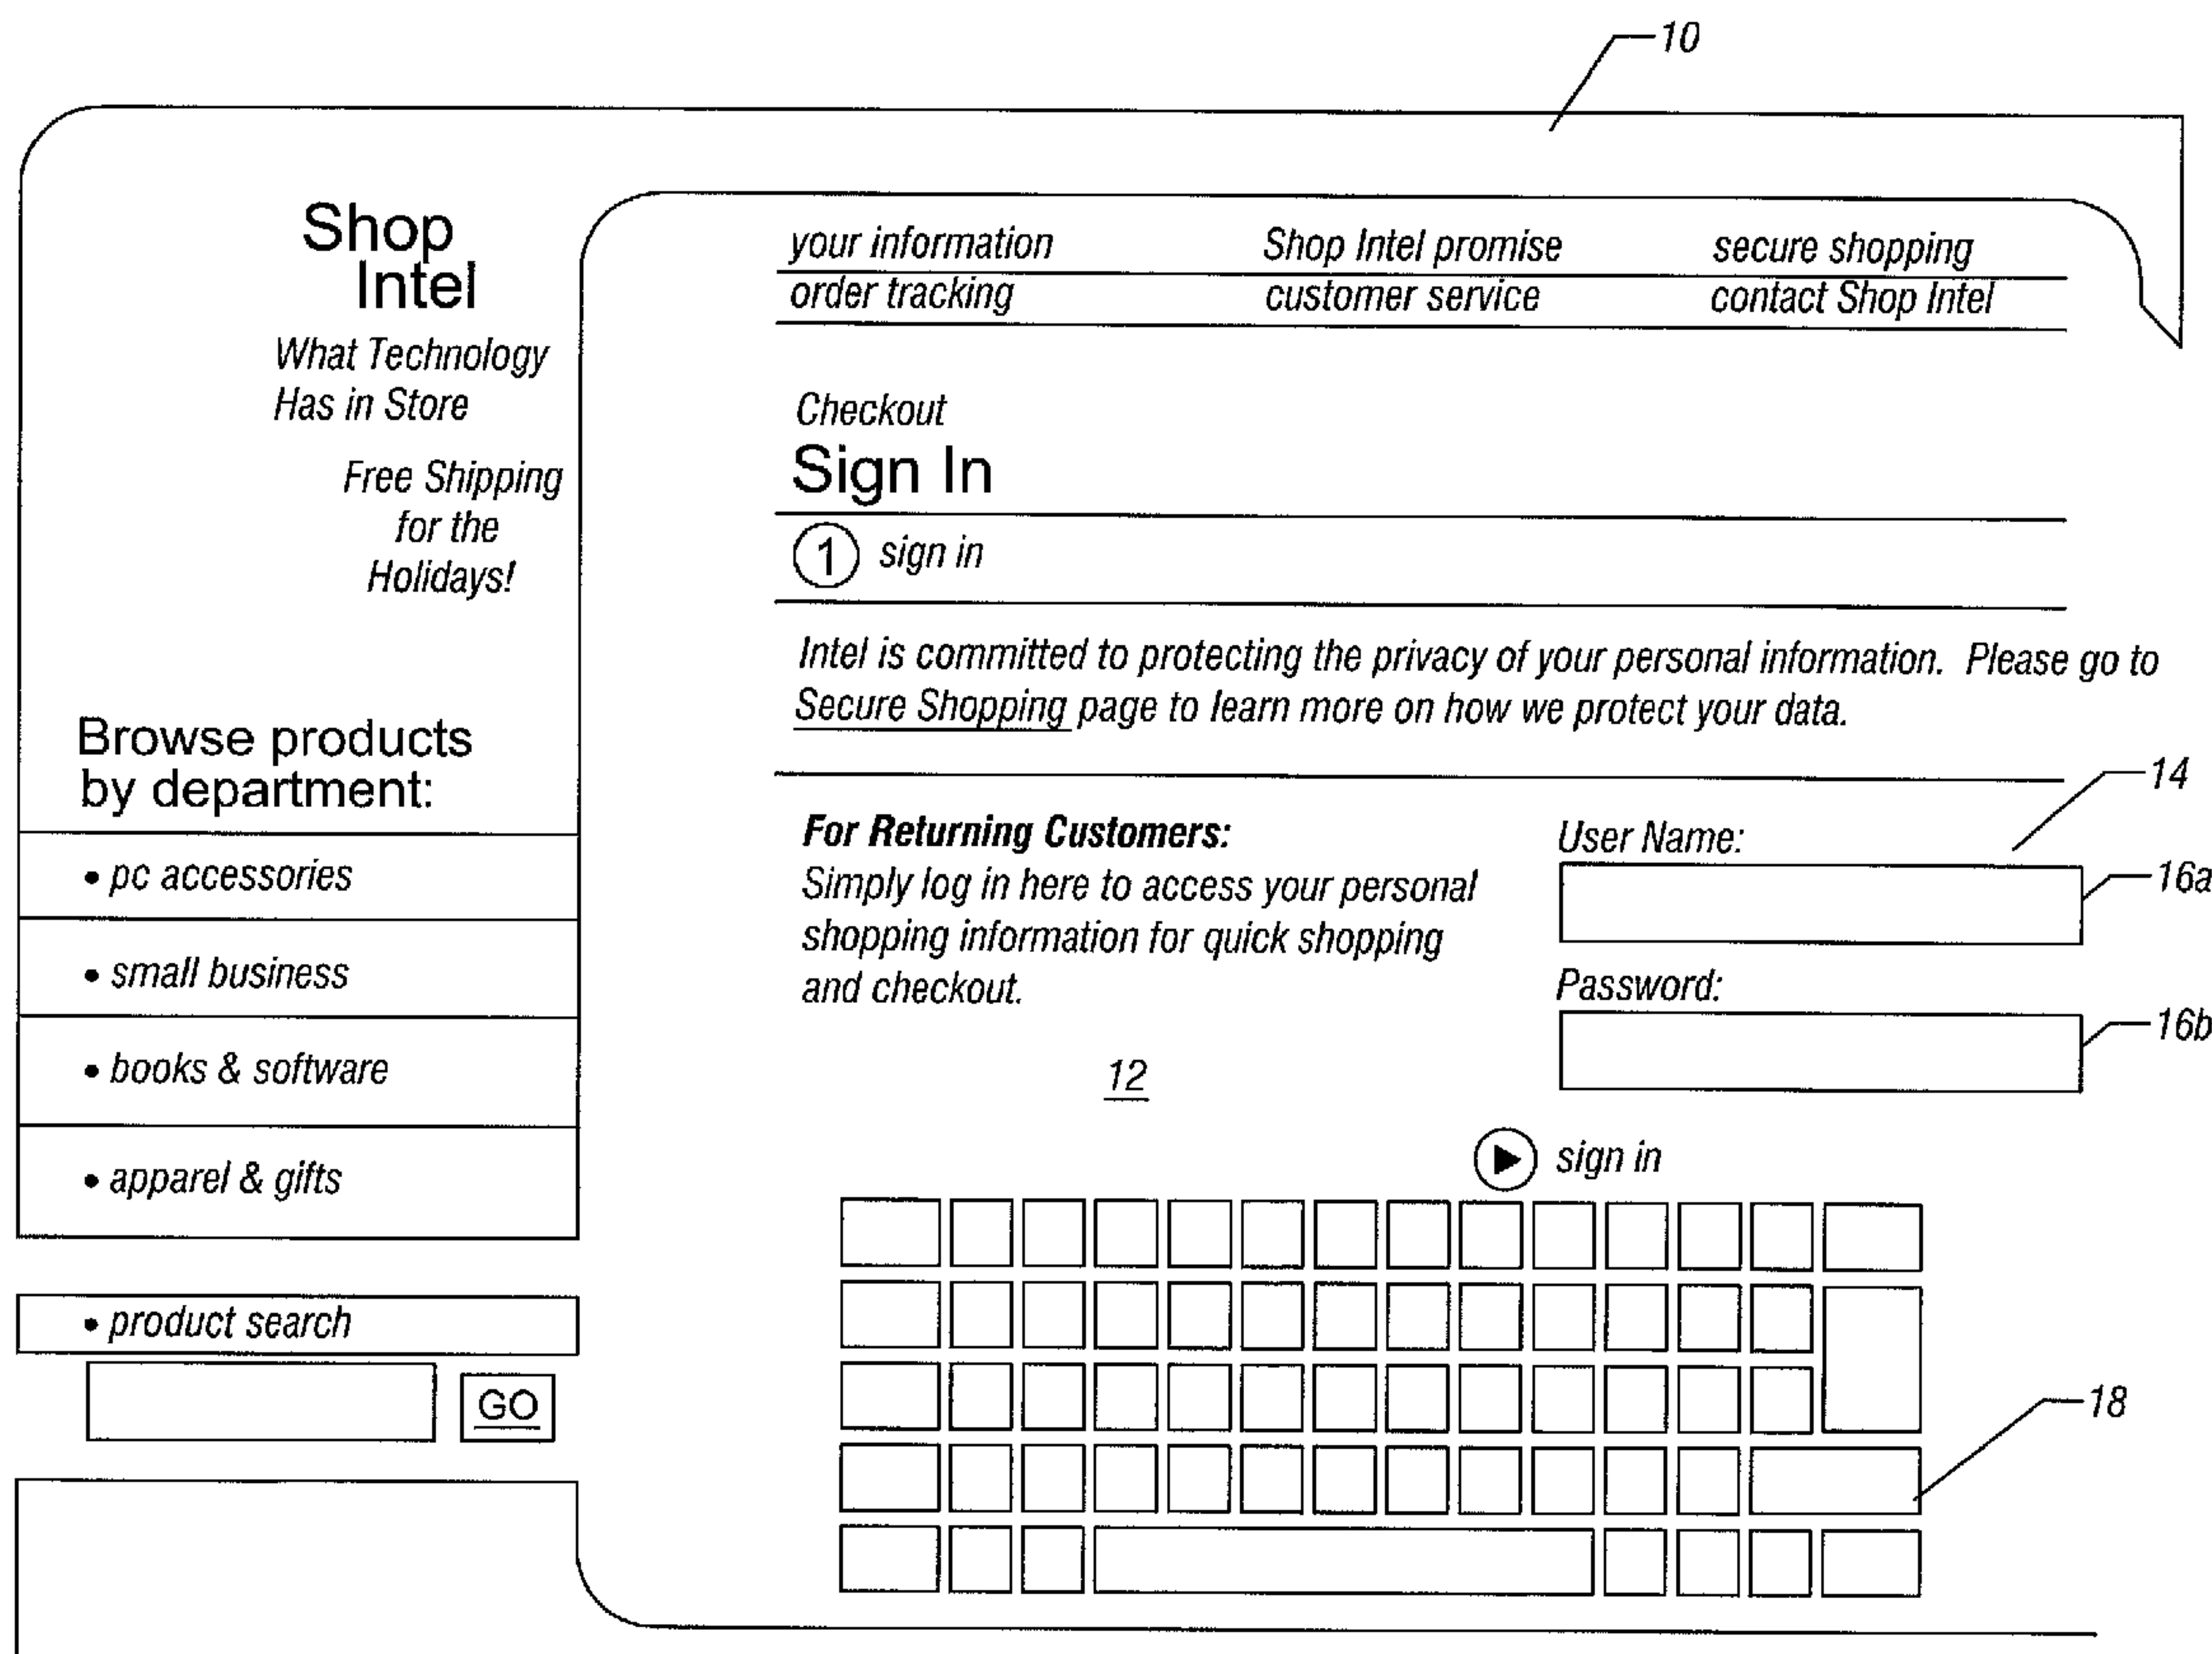 10
Shop
Intel
What Technology
Has in Store
Free Shipping
for the
Holidays!
Browse products
by department:
• pc accessories
• small business
• books & software
• apparel & gifts
• product search
GO
your information Shop Intel promise secure shopping
order tracking customer service contact Shop Intel
Checkout
Sign In
1 sign in
Intel is committed to protecting the privacy of your personal information. Please go to
Secure Shopping page to learn more on how we protect your data.
14
For Returning Customers:
Simply log in here to access your personal
shopping information for quick shopping
and checkout.
User Name:
16a
Password:
16b
12
sign in
18